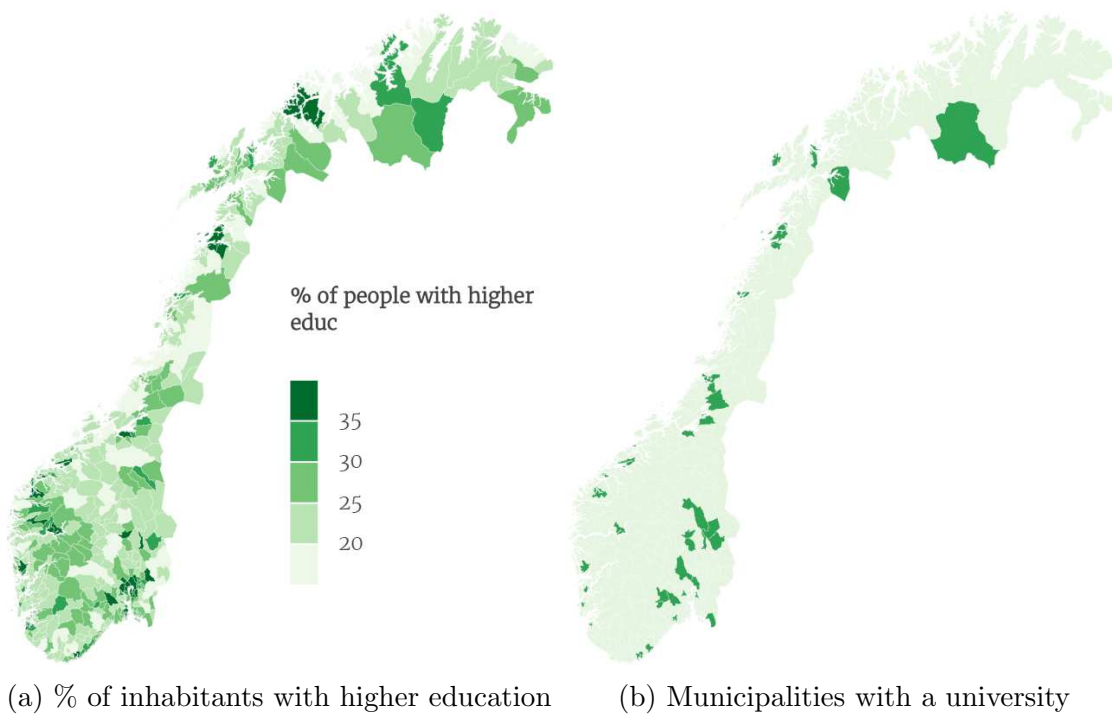 % of people with higher
educ
35
30
25
20
(a) % of inhabitants with higher education
(b) Municipalities with a university